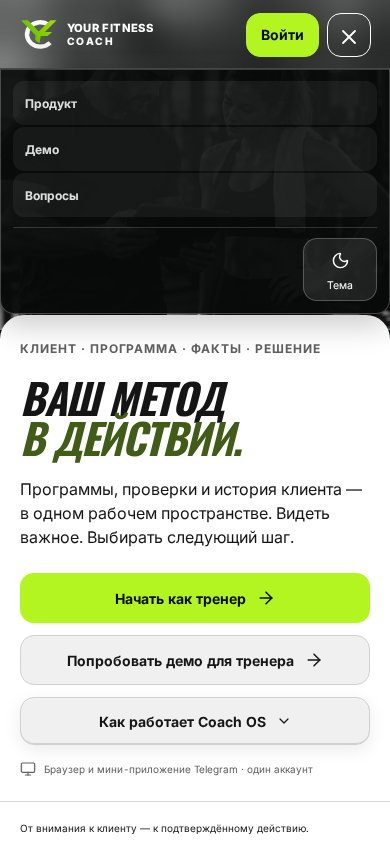 YOUR FITNESS
COACH
Войти
Продукт
Демо
Вопросы
Тема
КЛИЕНТ · ПРОГРАММА · ФАКТЫ · РЕШЕНИЕ
ВАШ МЕТОД
В ДЕЙСТВИИ.
Программы, проверки и история клиента —
в одном рабочем пространстве. Видеть
важное. Выбирать следующий шаг.
Начать как тренер
Попробовать демо для тренера
Как работает Coach OS
Браузер и мини-приложение Telegram · один аккаунт
От внимания к клиенту — к подтверждённому действию.